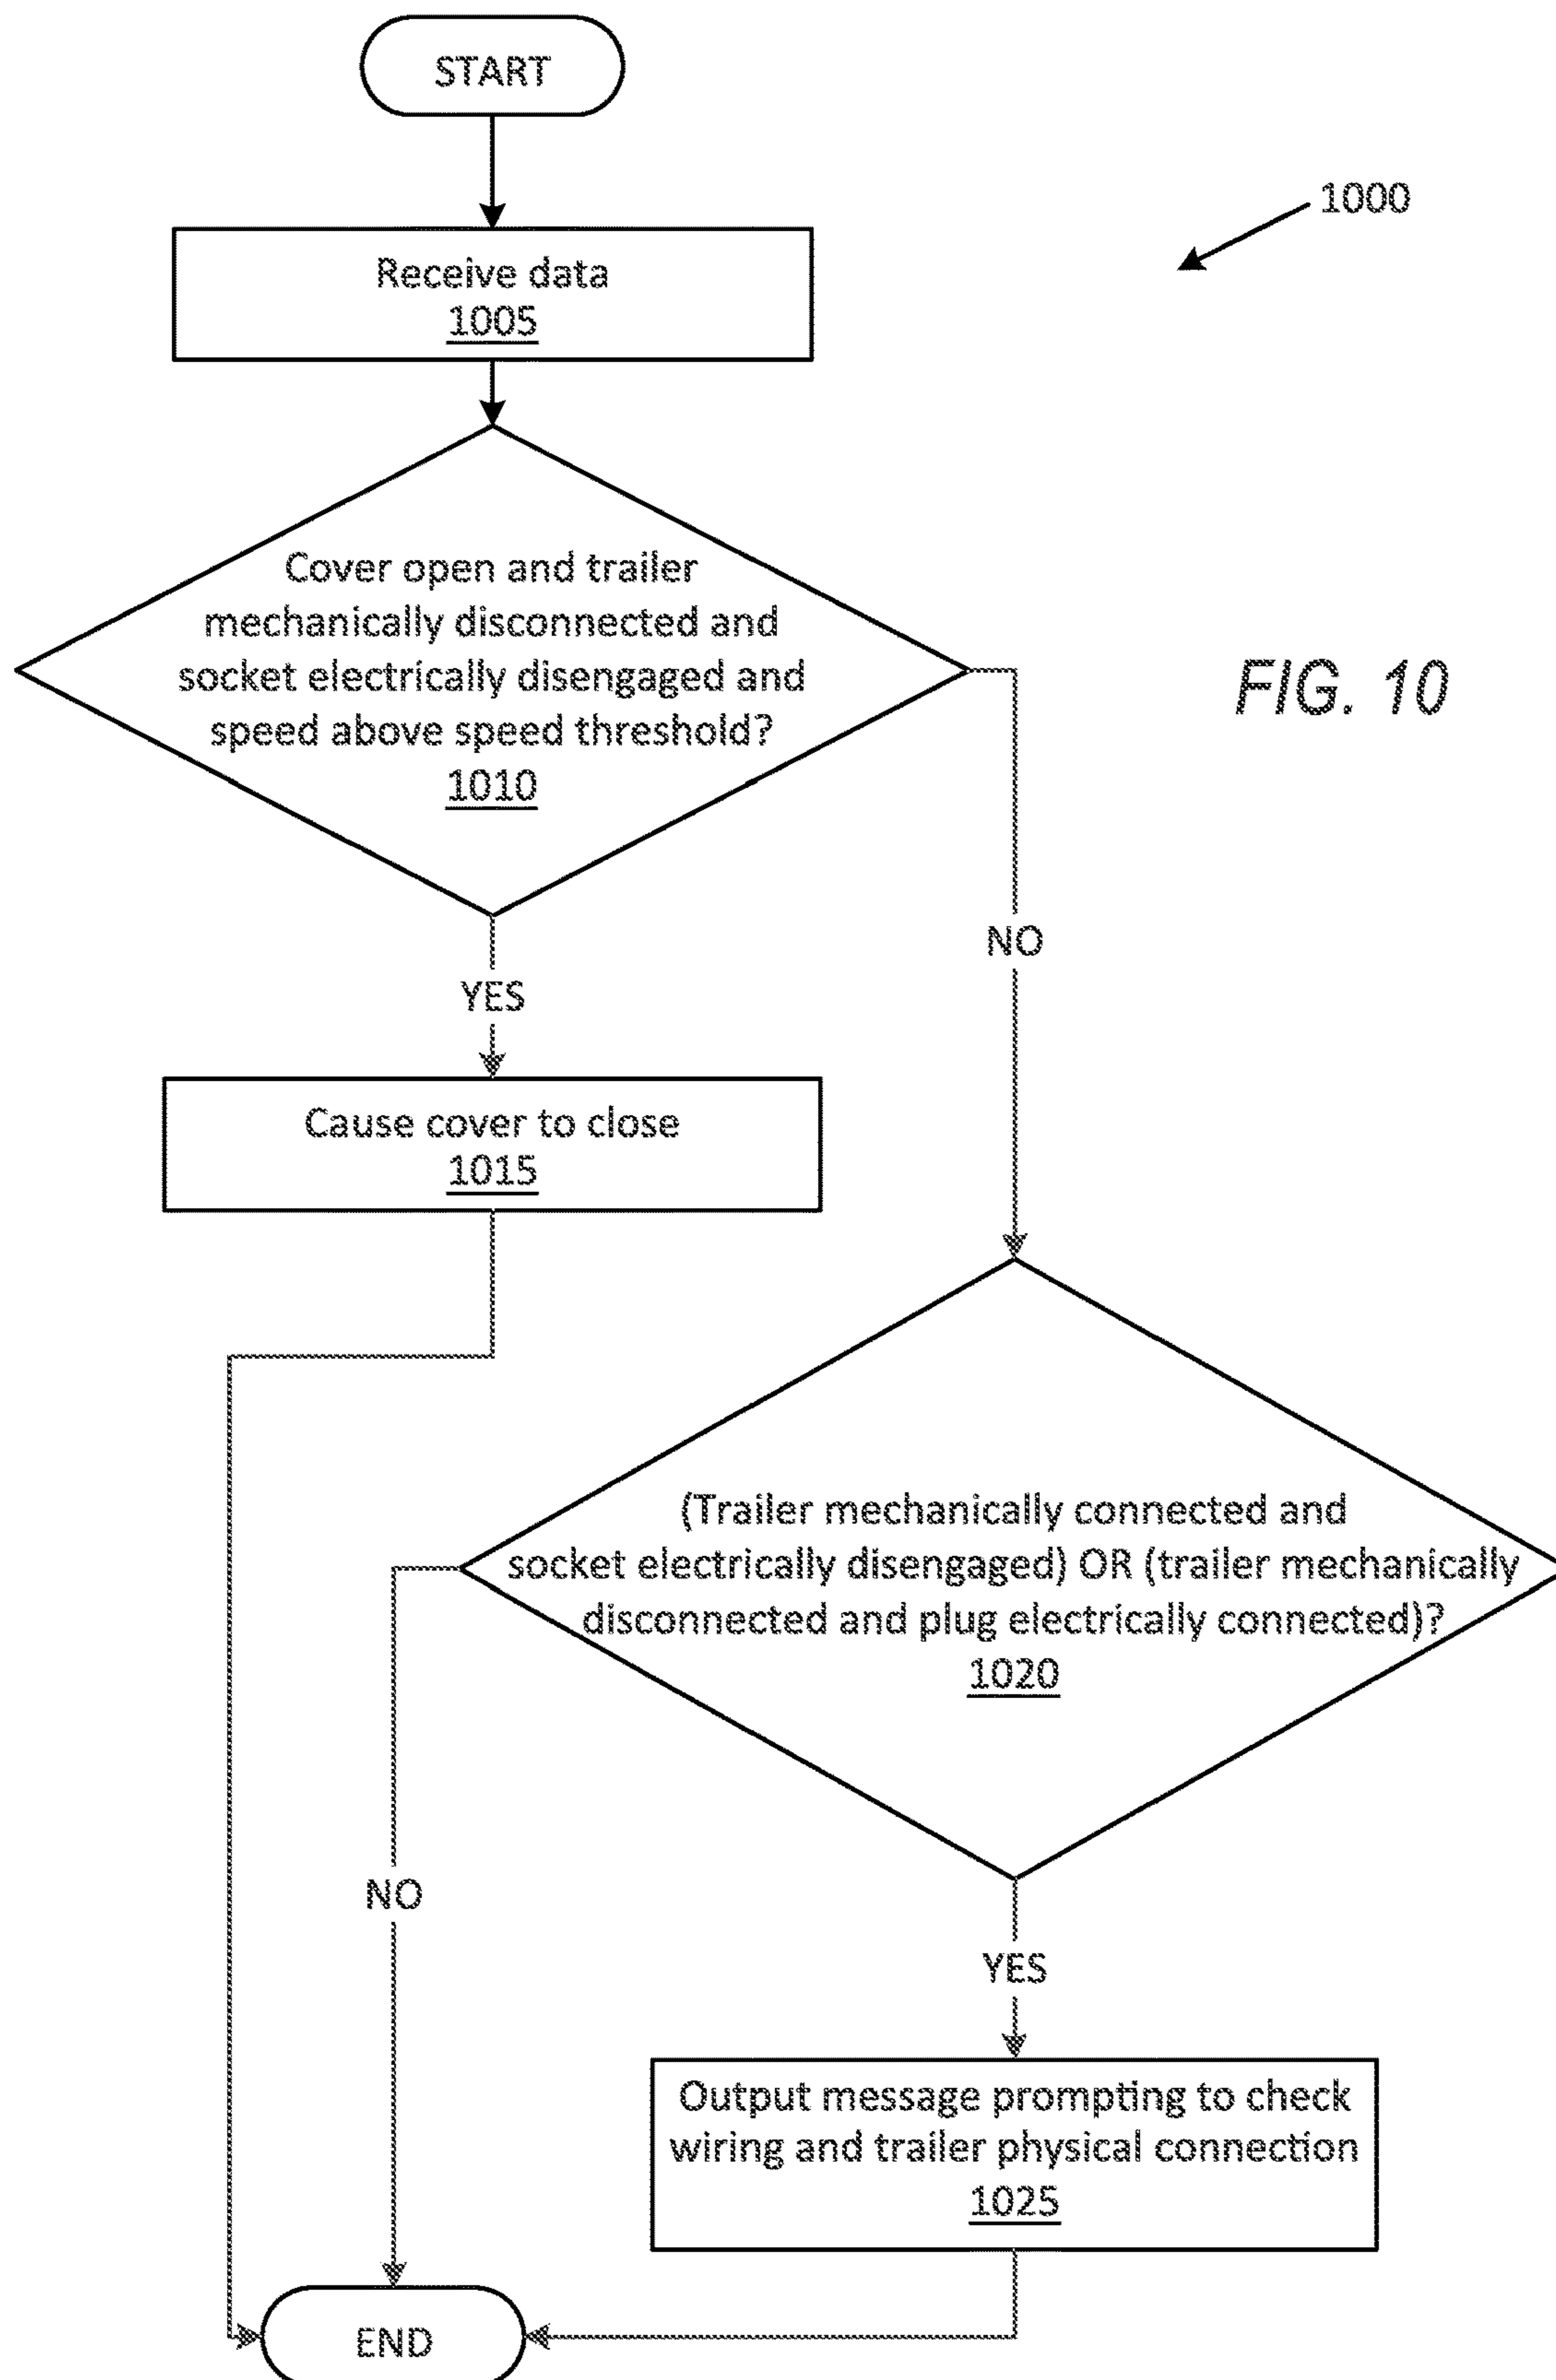 START
1000
Receive data
1005
Cover open and trailer
mechanically disconnected and
socket electrically disengaged and
speed above speed threshold?
1010
FIG. 10
NO
YES
Cause cover to close
1015
(Trailer mechanically connected and
socket electrically disengaged) OR (trailer mechanically
disconnected and plug electrically connected)?
1020
NO
YES
Output message prompting to check
wiring and trailer physical connection
1025
END